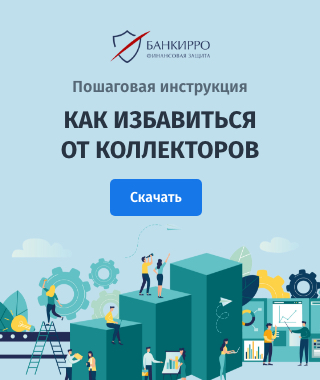 БАНКИРРО
ФИНАНСОВАЯ ЗАЩИТА
Пошаговая инструкция
КАК ИЗБАВИТЬСЯ
ОТ КОЛЛЕКТОРОВ
Скачать